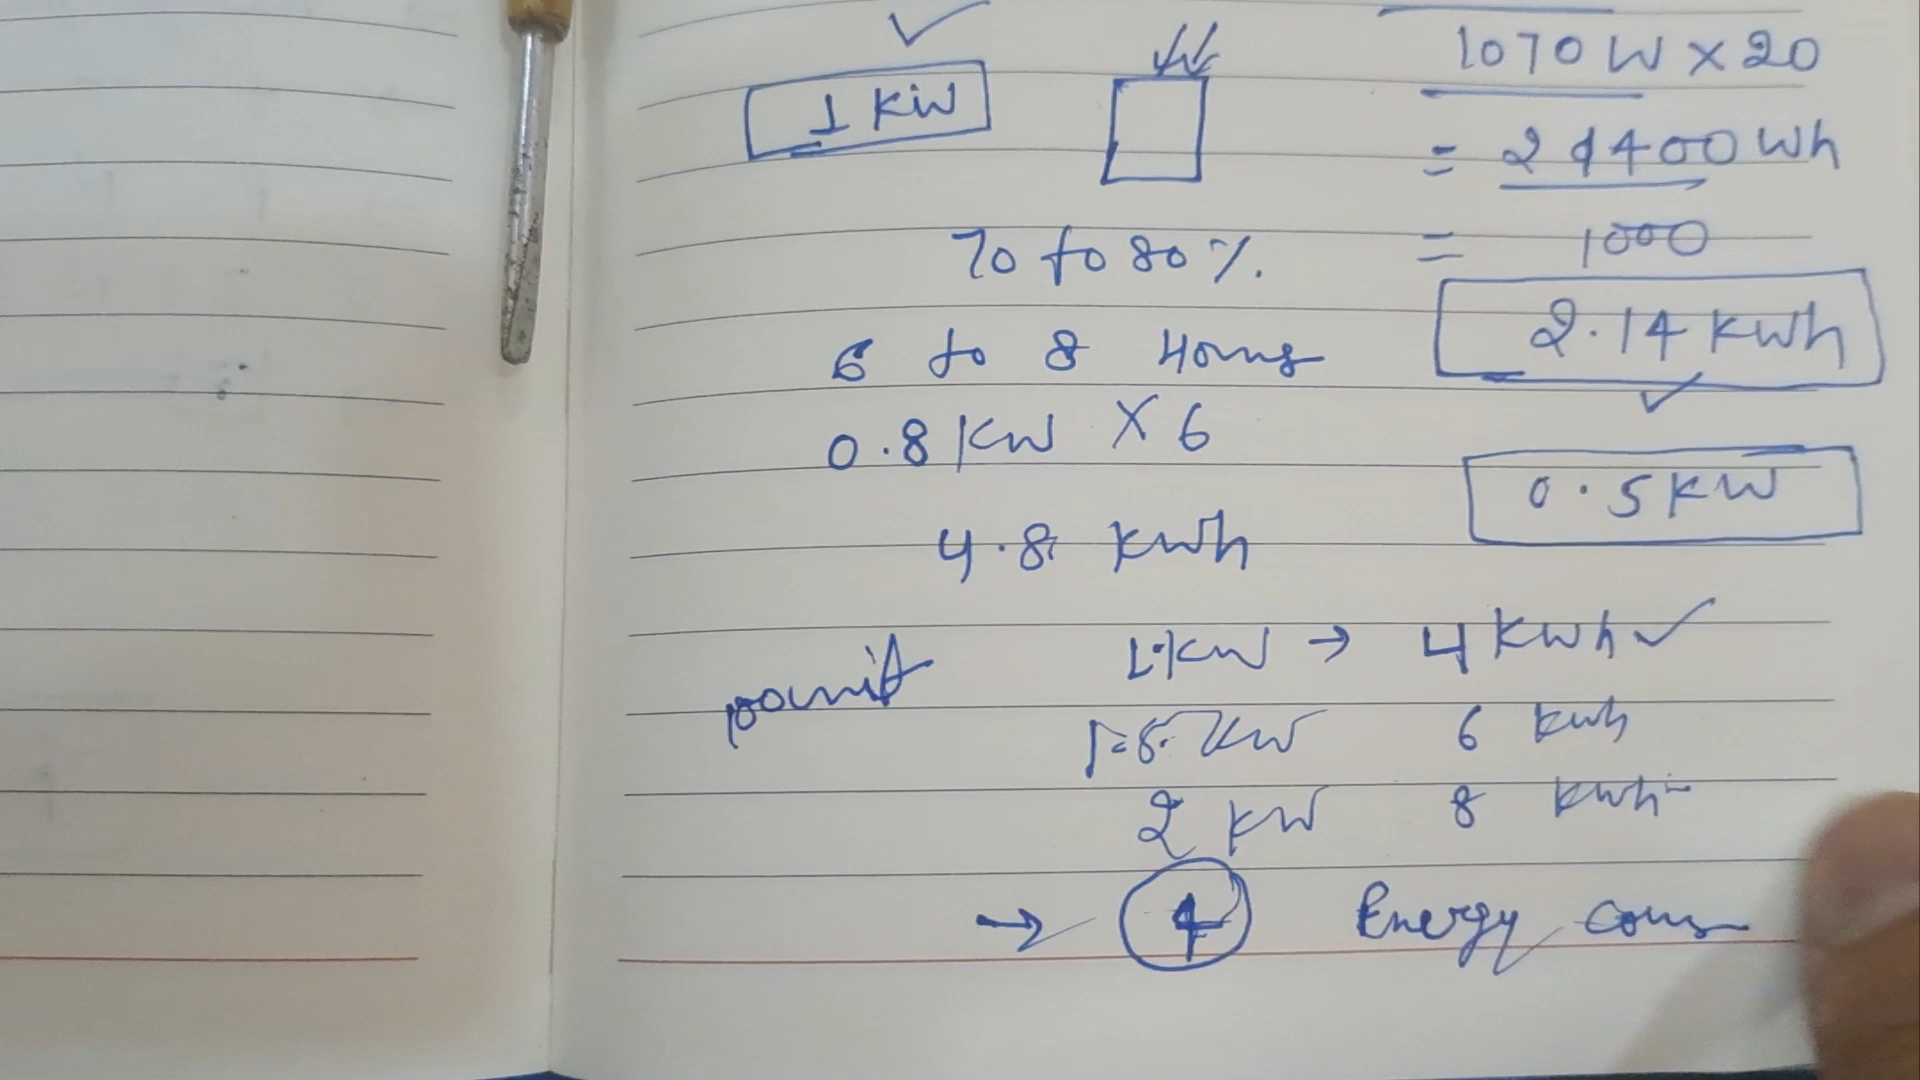 1 KW
1070 W X 20
= 21400 Wh
70 to 80 %.
= 1000
2.14 KWh
6 to 8 Hours
0.8 KW X 6
0.5 KW
4.8 KWh
1 KW → 4 KWh
1.5 KW 6 KWh
2 KW 8 KWh
→ 4 Energy cons